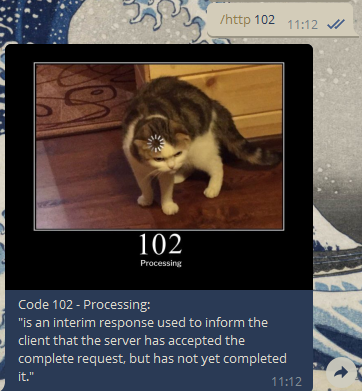 /http 102
11:12
102
Processing
Code 102 - Processing:
"is an interim response used to inform the
client that the server has accepted the
complete request, but has not yet completed
it."
11:12